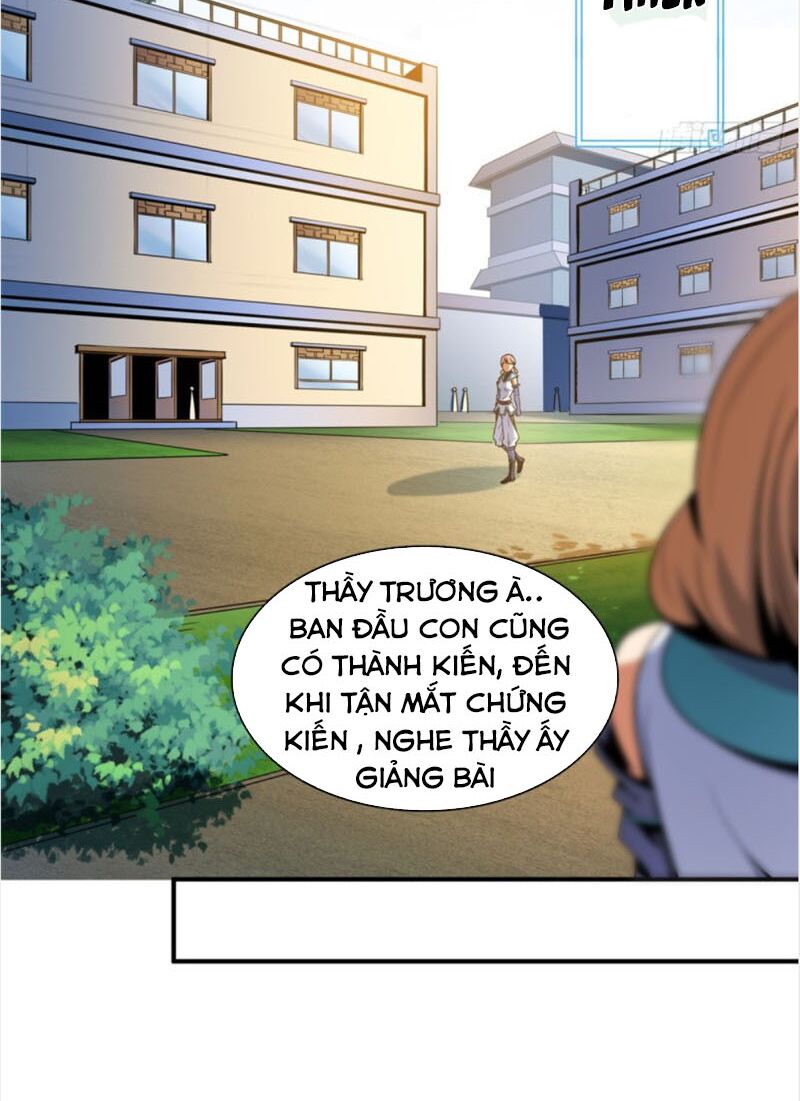 THẦY TRƯƠNG À..
BAN ĐẦU CON CŨNG
CÓ THÀNH KIẾN, ĐẾN
KHI TẬN MẮT CHỨNG
KIẾN , NGHE THẦY ẤY
GIẢNG BÀI